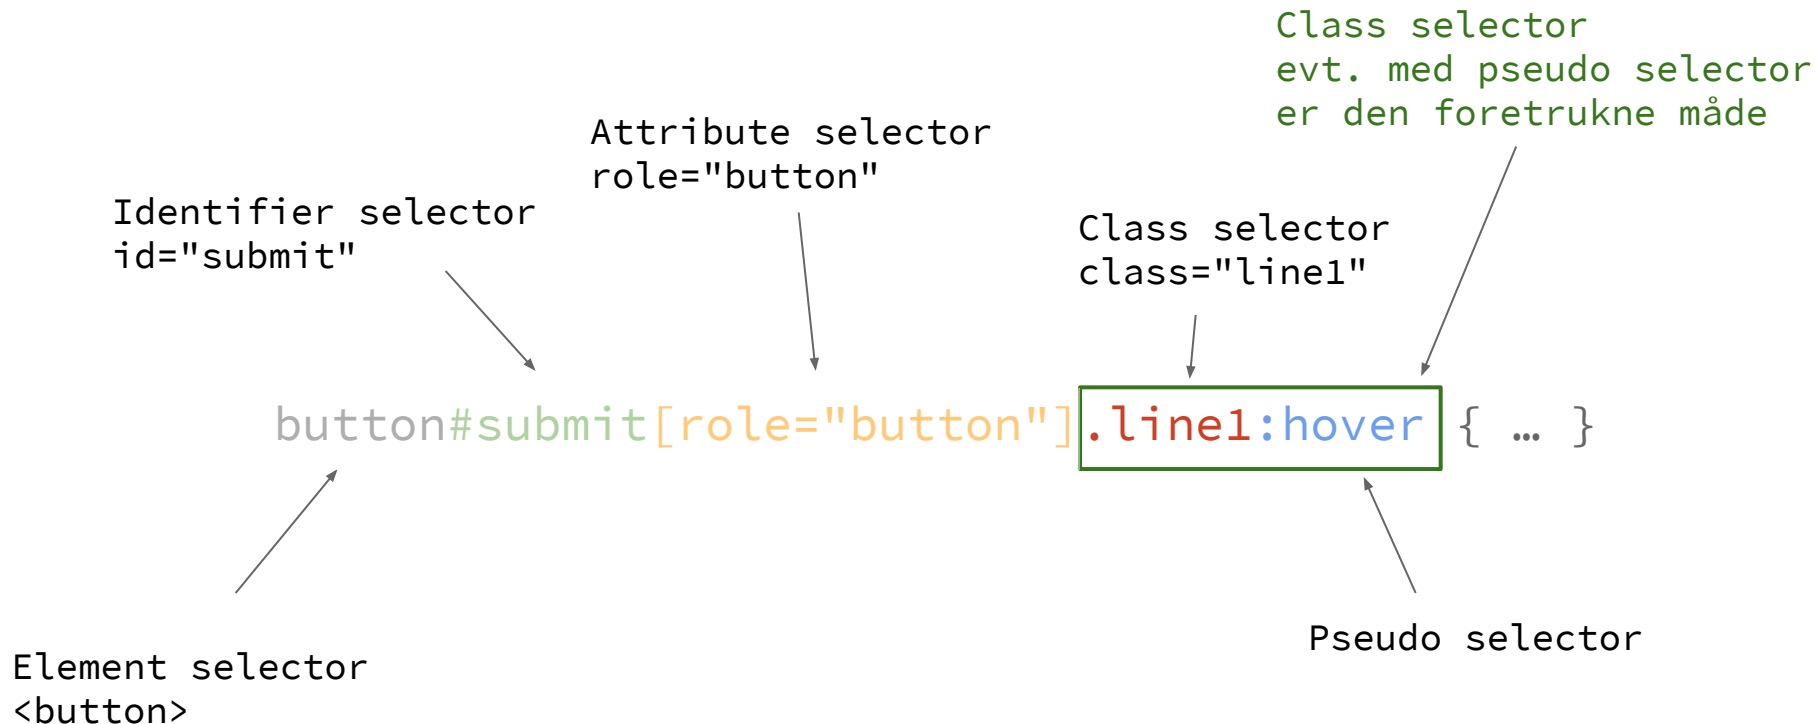 Class selector
evt. med pseudo selector
er den foretrukne måde
Attribute selector
role="button"
Identifier selector
id="submit"
Class selector
class="line1"
button#submit[role="button"].line1:hover { … }
Pseudo selector
Element selector
<button>